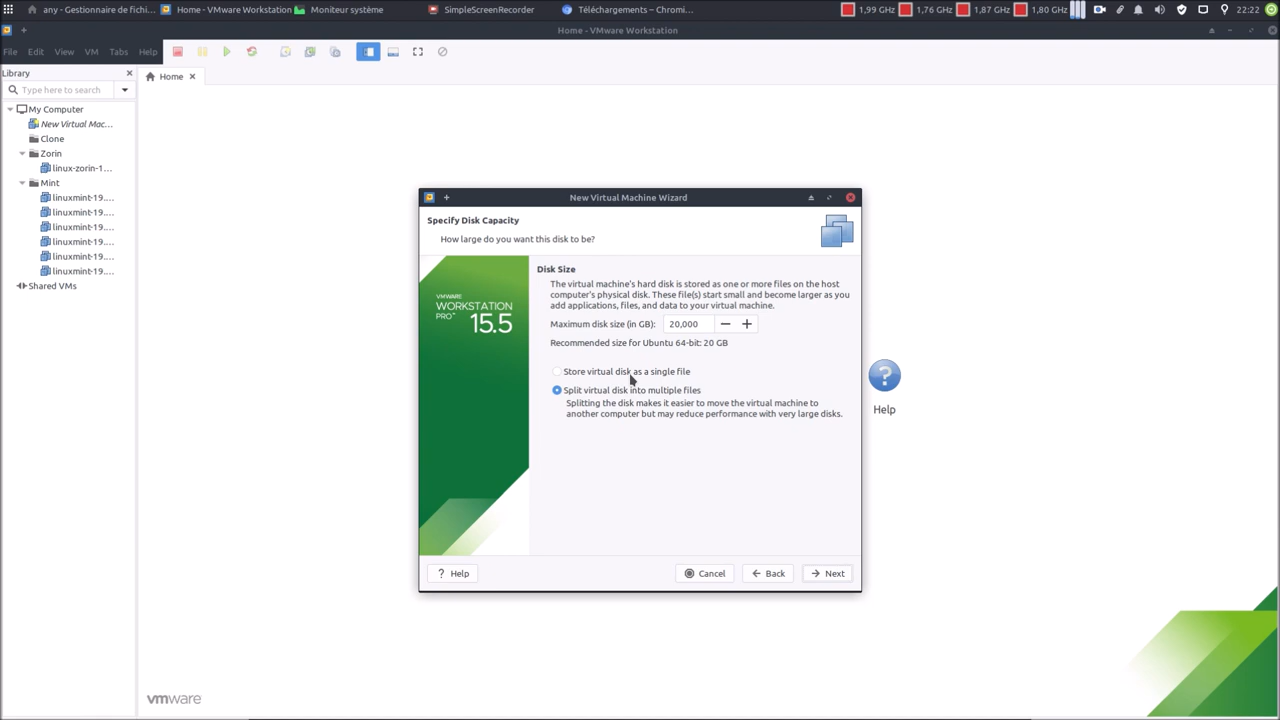 any - Gestionnaire de fichi...
Home - VMware Workstation
Moniteur système
SimpleScreenRecorder
Téléchargements – Chromi...
1,99 GHz
1,76 GHz
1,87 GHz
1,80 GHz
22:22
Home - VMware Workstation
File Edit View VM Tabs Help
Library
Home
Type here to search
My Computer
New Virtual Mac...
Clone
Zorin
linux-zorin-1...
Mint
linuxmint-19....
linuxmint-19....
linuxmint-19....
linuxmint-19....
linuxmint-19....
linuxmint-19....
Shared VMs
New Virtual Machine Wizard
Specify Disk Capacity
How large do you want this disk to be?
VMWARE
WORKSTATION
PRO™ 15.5
Disk Size
The virtual machine's hard disk is stored as one or more files on the host
computer's physical disk. These file(s) start small and become larger as you
add applications, files, and data to your virtual machine.
Maximum disk size (in GB): 20,000
Recommended size for Ubuntu 64-bit: 20 GB
Store virtual disk as a single file
Split virtual disk into multiple files
Splitting the disk makes it easier to move the virtual machine to
another computer but may reduce performance with very large disks.
? Help
Cancel
Back
Next
?
Help
vmware